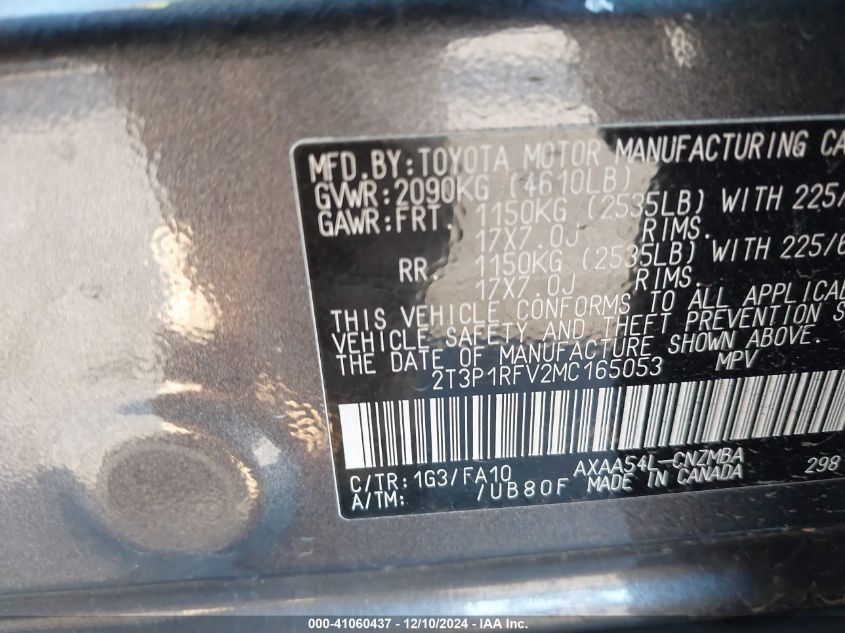 MFD.BY:TOYOTA MOTOR MANUFACTURING CA
GVWR:2090KG (4610LB)
GAWR:FRT. 1150KG (2535LB) WITH 225/
17X7.0J RIMS.
RR. 1150KG (2535LB) WITH 225/6
17X7.0J RIMS.
THIS VEHICLE CONFORMS TO ALL APPLICA
VEHICLE SAFETY AND THEFT PREVENTION S
THE DATE OF MANUFACTURE SHOWN ABOVE.
2T3P1RFV2MC165053 MPV
C/TR:1G3/FA10 AXAA54L-CNZMBA 298
A/TM: /UB80F MADE IN CANADA
000-41060437 - 12/10/2024 - IAA Inc.